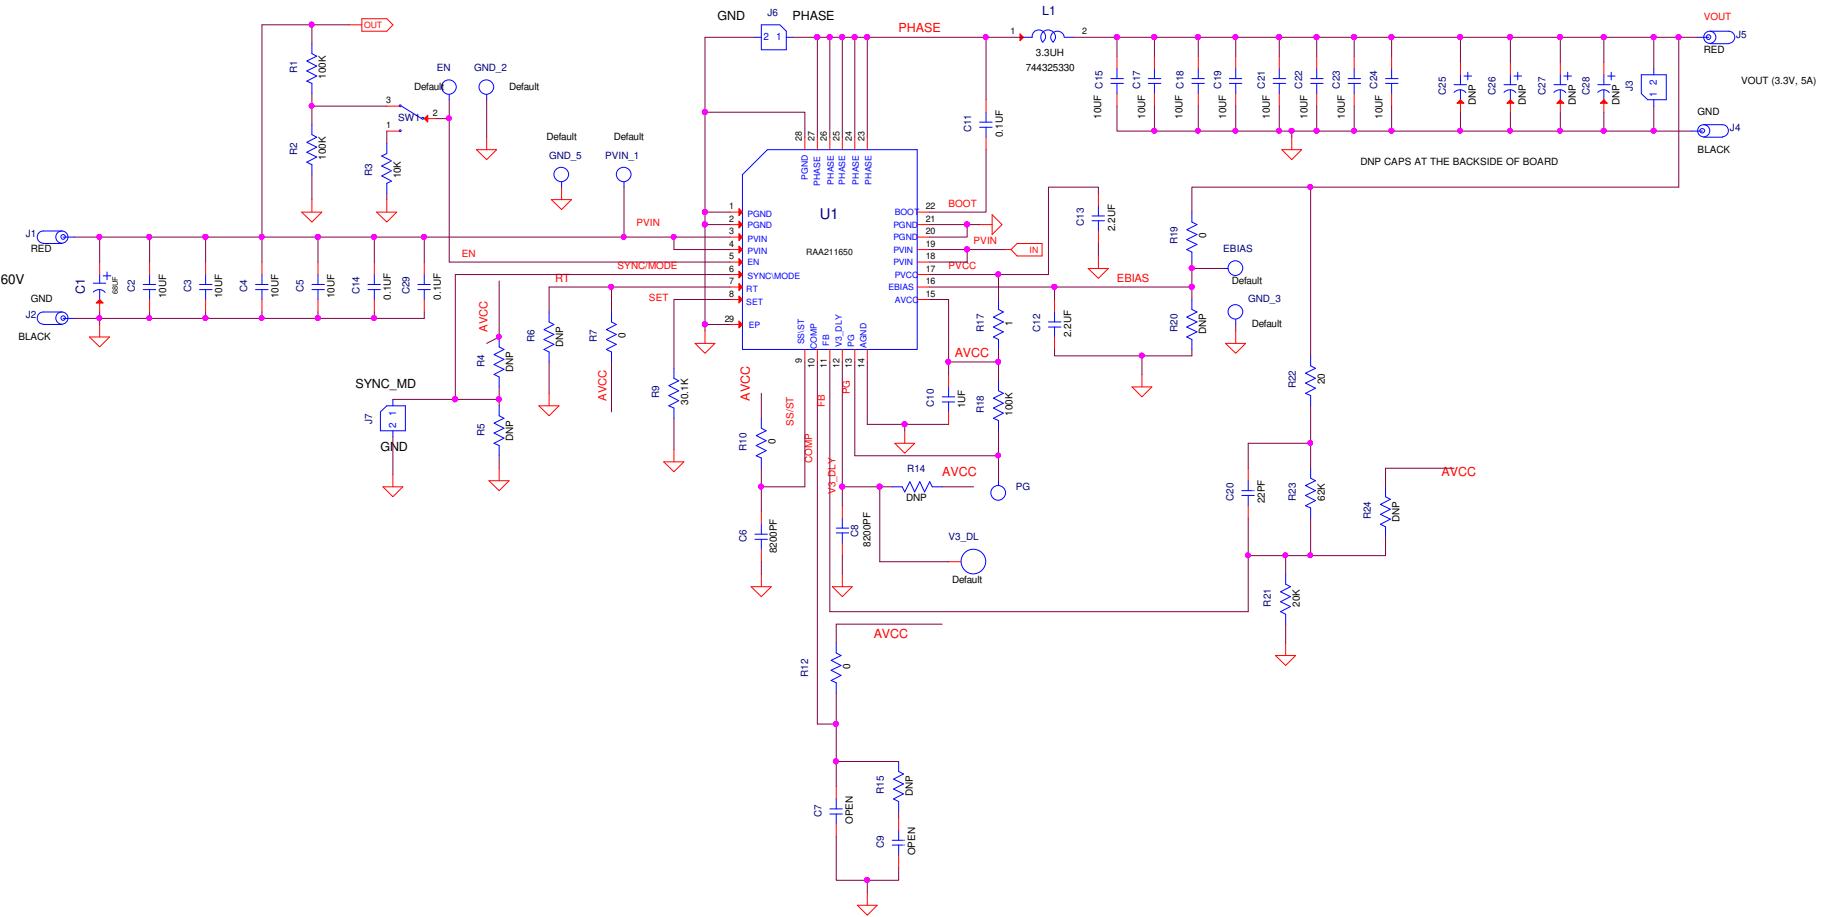 OUT
R1
100K
R2
100K
R3
10K
3
SW1
2
1
EN
Default
GND_2
Default
Default
GND_5
Default
PVIN_1
J1
RED
60V
GND
J2
BLACK
C1
+
68UF
C2
10UF
C3
10UF
C4
10UF
C5
10UF
C14
0.1UF
C29
0.1UF
PVIN
EN
SYNC/MODE
RT
SET
AVCC
R4
DNP
R5
DNP
SYNC_MD
J7
2 1
GND
R6
DNP
R7
0
AVCC
R9
30.1K
GND
J6
PHASE
2 1
PHASE
28
27
26
25
24
23
PGND
PHASE
PHASE
PHASE
PHASE
PHASE
U1
RAA211650
1 PGND
2 PGND
3 PVIN
4 PVIN
5 EN
6 SYNC\MODE
7 RT
8 SET
29 EP
BOOT 22
PGND 21
PGND 20
PVIN 19
PVIN 18
PVCC 17
EBIAS 16
AVCC 15
SS\ST
COMP
FB
V3_DLY
PG
AGND
9
10
11
12
13
14
BOOT
PVIN
IN
PVCC
EBIAS
AVCC
L1
1
2
3.3UH
744325330
C11
0.1UF
C13
2.2UF
C15
10UF
C17
10UF
C18
10UF
C19
10UF
C21
10UF
C22
10UF
C23
10UF
C24
10UF
C25
+
DNP
C26
+
DNP
C27
+
DNP
C28
+
DNP
J3
1 2
VOUT
J5
RED
VOUT (3.3V, 5A)
GND
J4
BLACK
DNP CAPS AT THE BACKSIDE OF BOARD
R19
0
EBIAS
Default
GND_3
Default
R20
DNP
C12
2.2UF
R17
1
R18
100K
C10
1UF
PG
AVCC
R10
0
SS/ST
COMP
FB
V3_DLY
PG
C6
8200PF
C8
8200PF
R14
DNP
AVCC
V3_DL
Default
R22
20
C20
22PF
R23
62K
R24
DNP
AVCC
R21
20K
AVCC
R12
0
C7
OPEN
R15
DNP
C9
OPEN